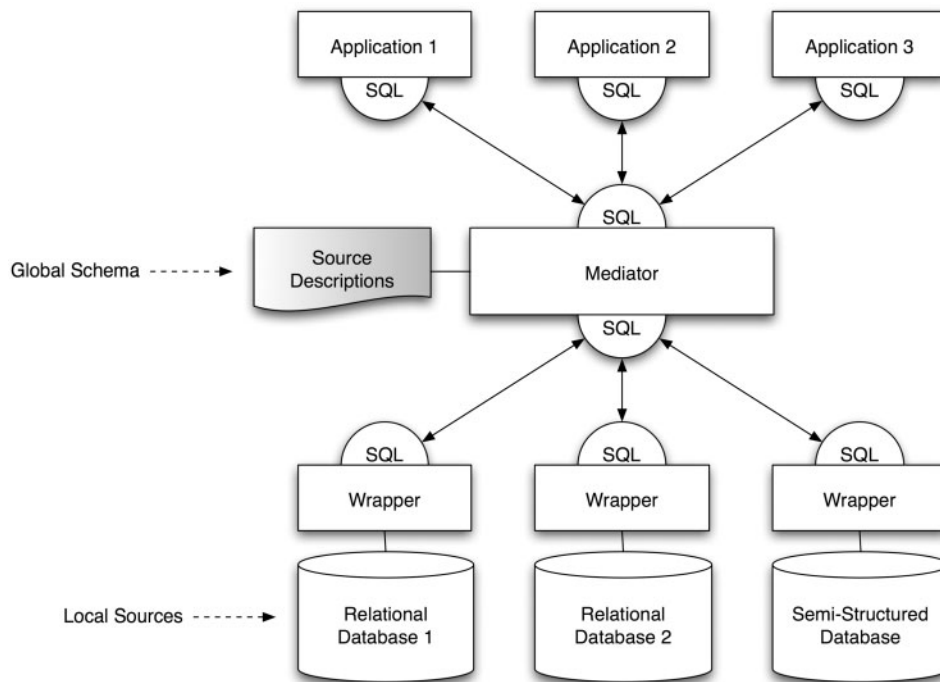 Application 1
Application 2
Application 3
SQL
SQL
SQL
SQL
Global Schema
Source
Descriptions
Mediator
SQL
SQL
SQL
SQL
Wrapper
Wrapper
Wrapper
Local Sources
Relational
Database 1
Relational
Database 2
Semi-Structured
Database